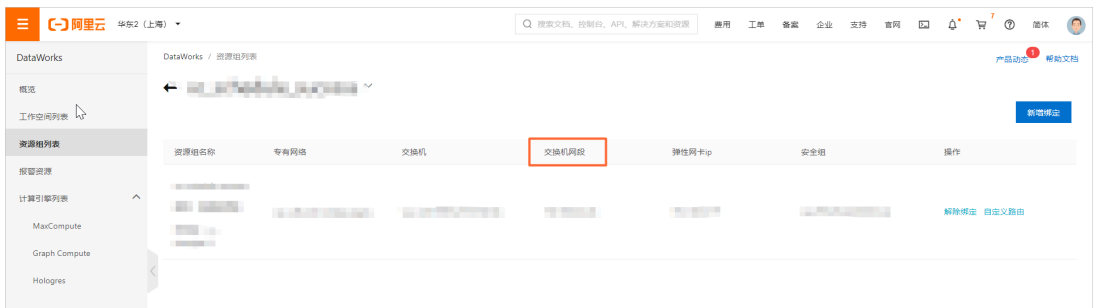 阿里云 华东2（上海） 搜索文档、控制台、API、解决方案和资源 费用 工单 备案 企业 支持 官网 7 简体
DataWorks
概览
工作空间列表
资源组列表
报警资源
计算引擎列表
MaxCompute
Graph Compute
Hologres
DataWorks / 资源组列表
产品动态 1 帮助文档
新增绑定
资源组名称 专有网络 交换机 交换机网段 弹性网卡ip 安全组 操作
解除绑定 自定义路由